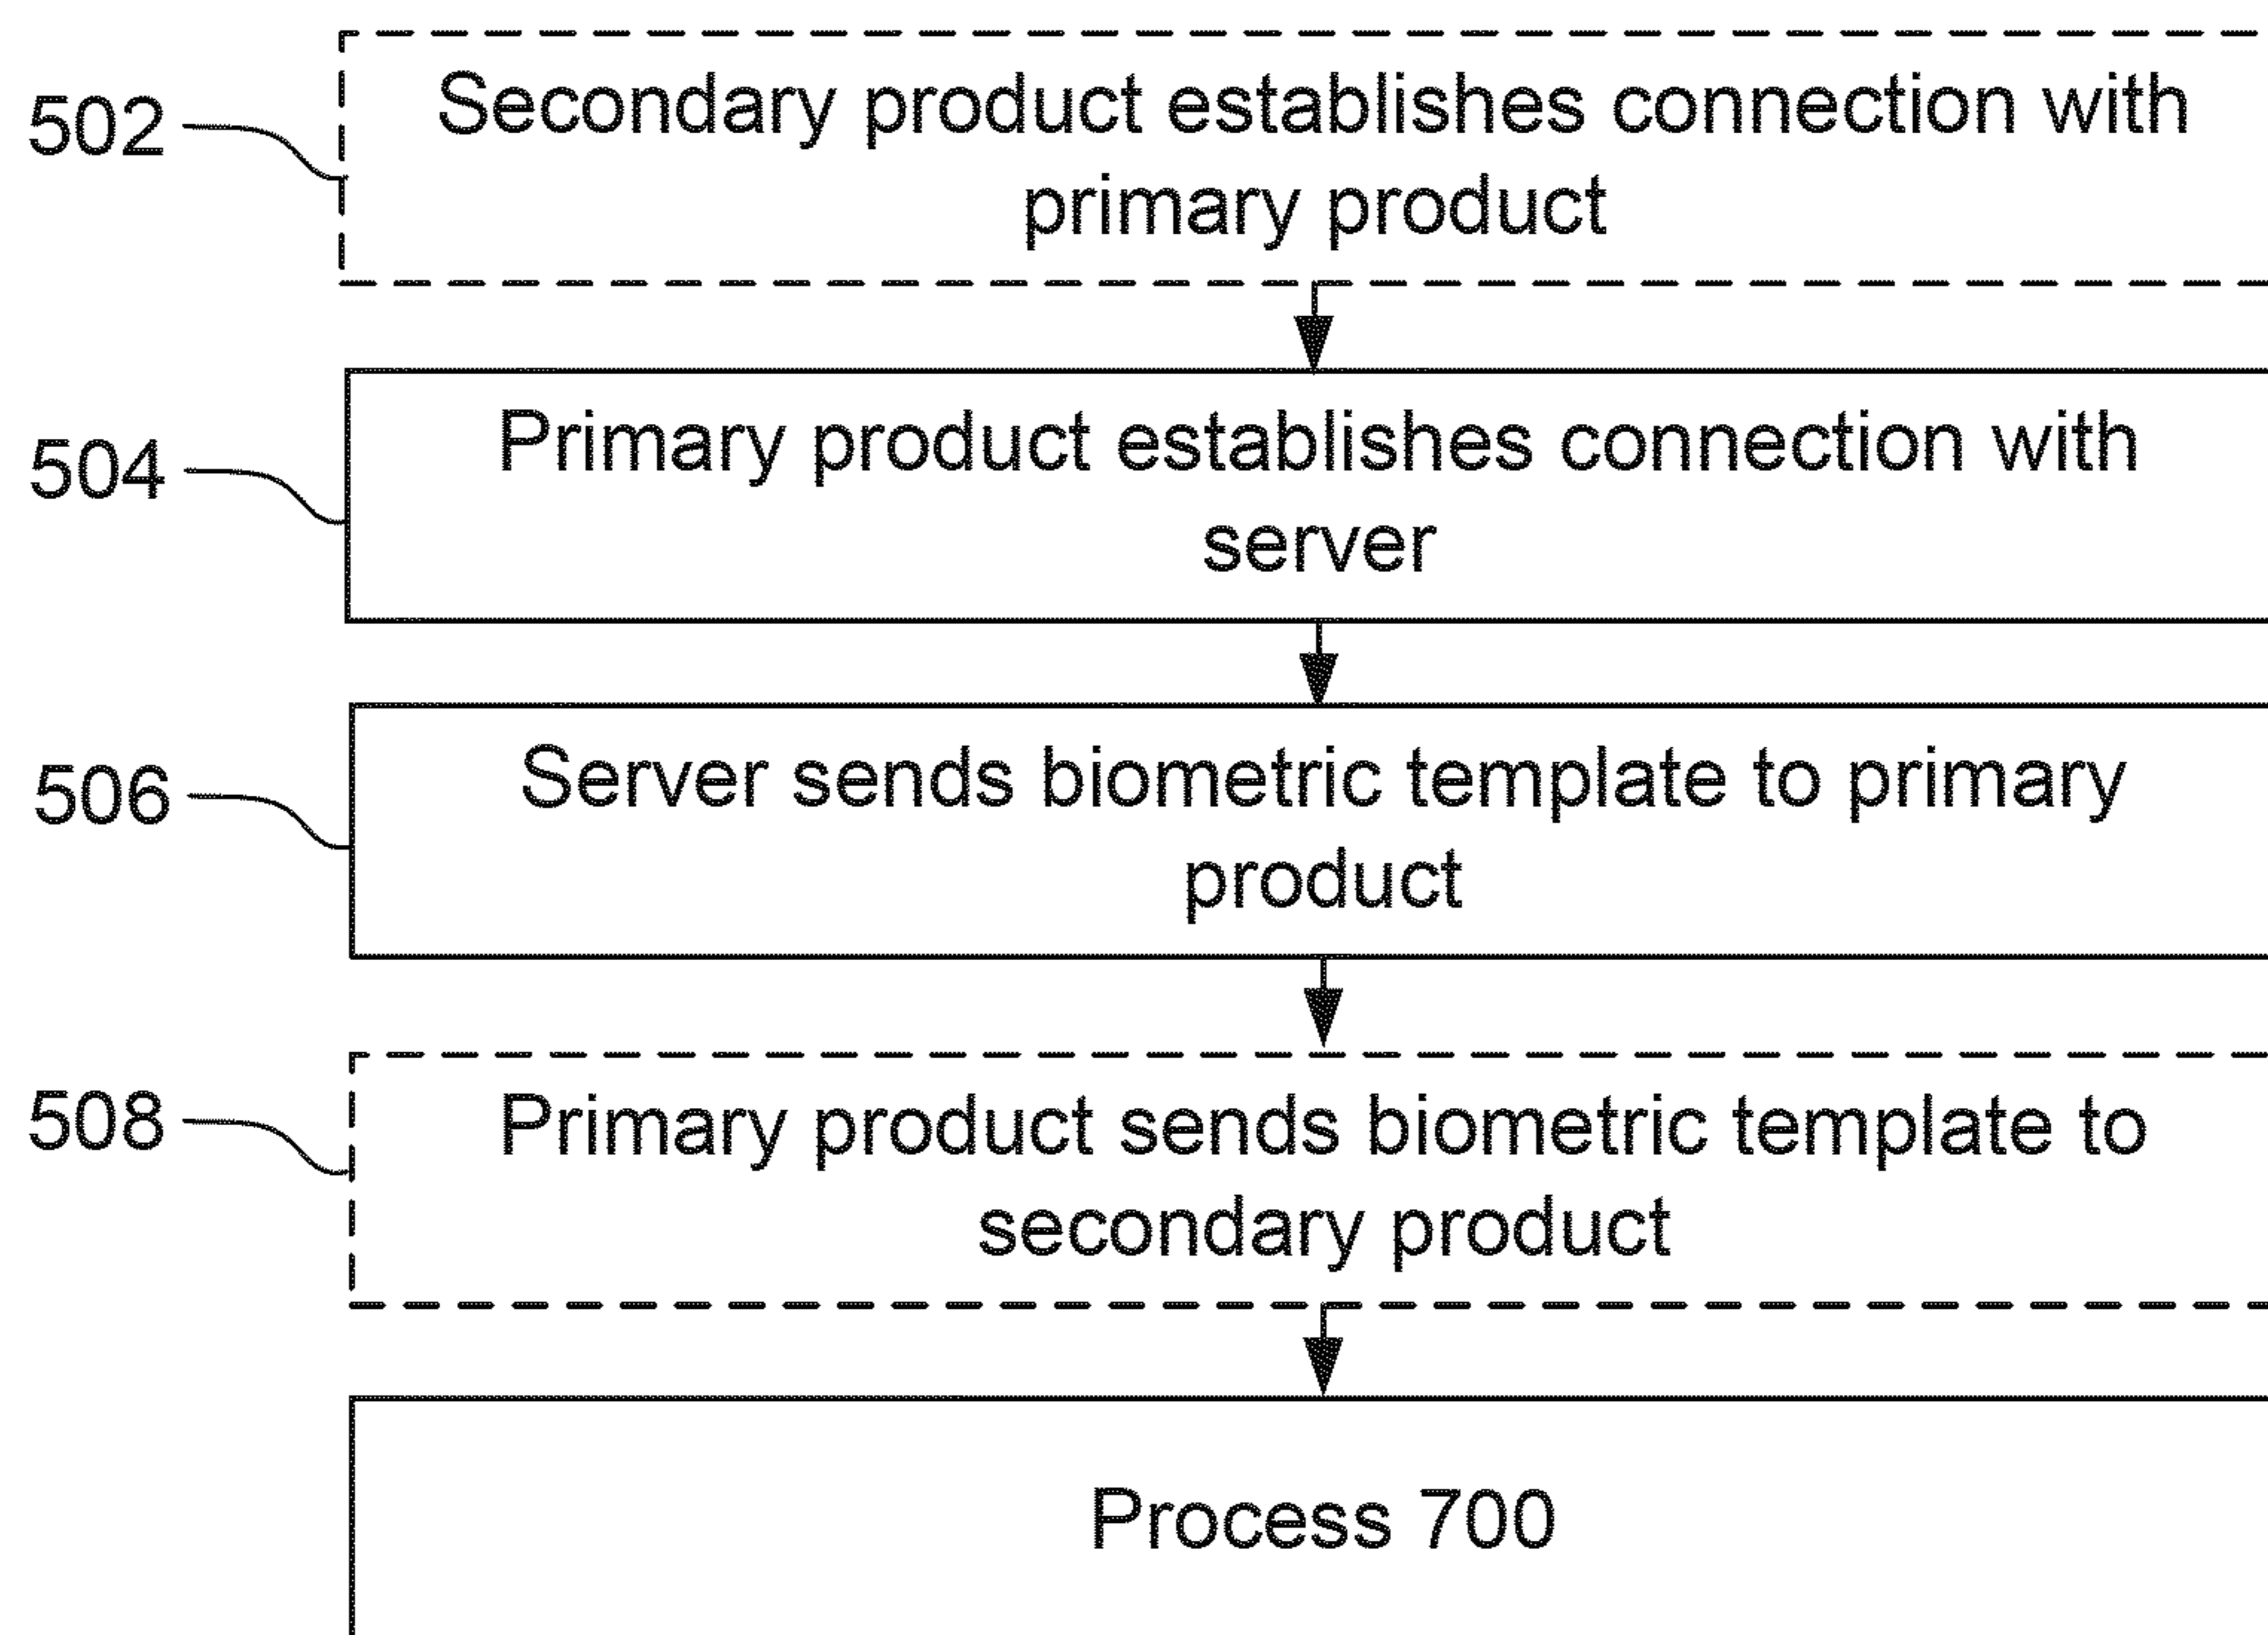 502
Secondary product establishes connection with
primary product
504
Primary product establishes connection with
server
506
Server sends biometric template to primary
product
508
Primary product sends biometric template to
secondary product
Process 700